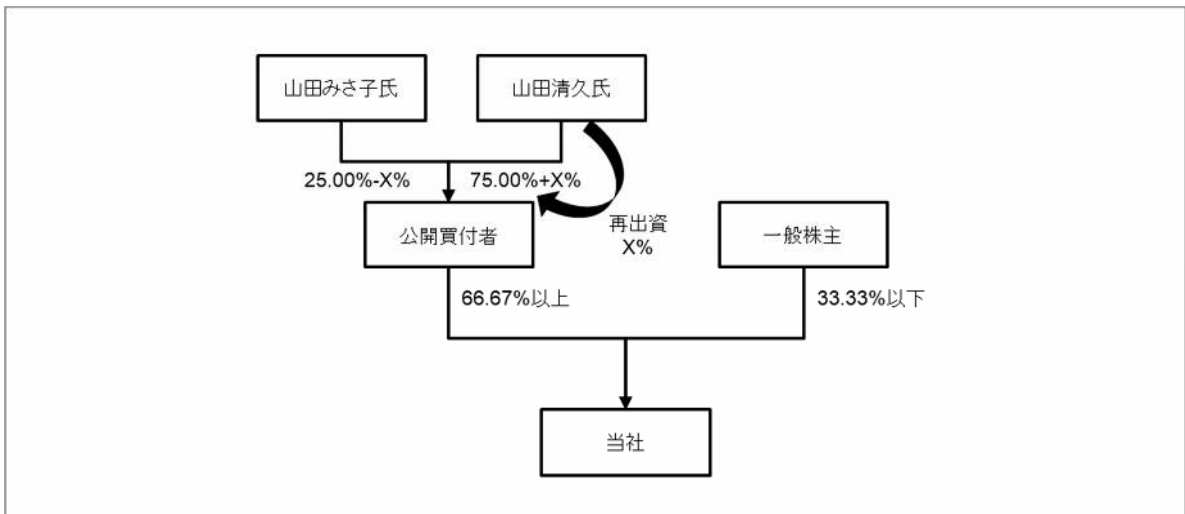 山田みさ子氏
山田清久氏
25.00%-X%
75.00%+X%
再出資
X%
公開買付者
一般株主
66.67%以上
33.33%以下
当社